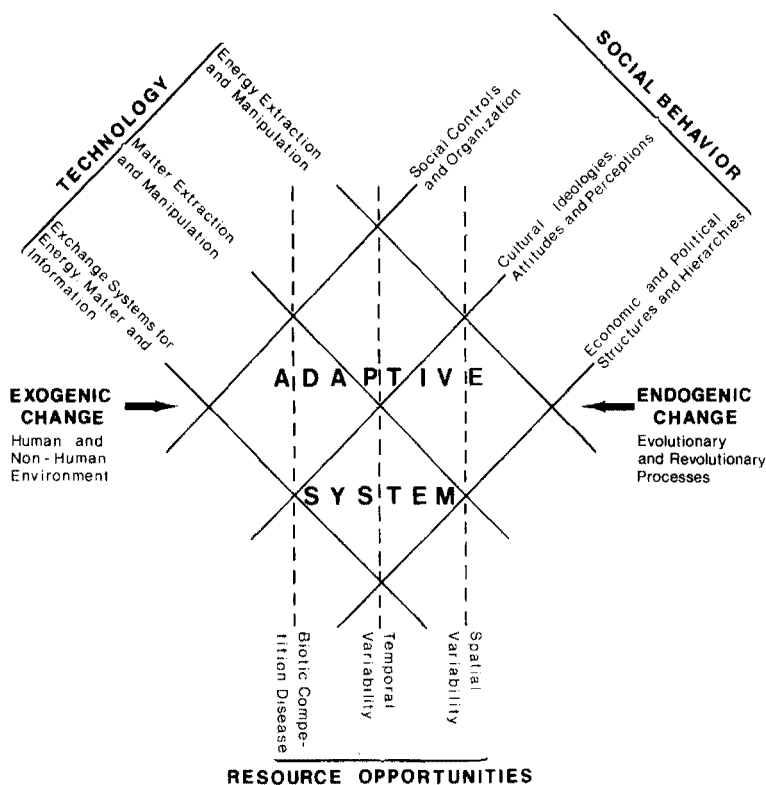 TECHNOLOGY
Energy Extraction
and Manipulation
Matter Extraction
and Manipulation
Exchange Systems for
Energy, Matter and
Information
SOCIAL BEHAVIOR
Social Controls
and Organization
Cultural Ideologies,
Attitudes and Perceptions
Economic and Political
Structures and Hierarchies
ADAPTIVE
SYSTEM
EXOGENIC
CHANGE
Human and
Non-Human
Environment
ENDOGENIC
CHANGE
Evolutionary
and Revolutionary
Processes
Biotic Compe-
tition Disease
Temporal
Variability
Spatial
Variability
RESOURCE OPPORTUNITIES